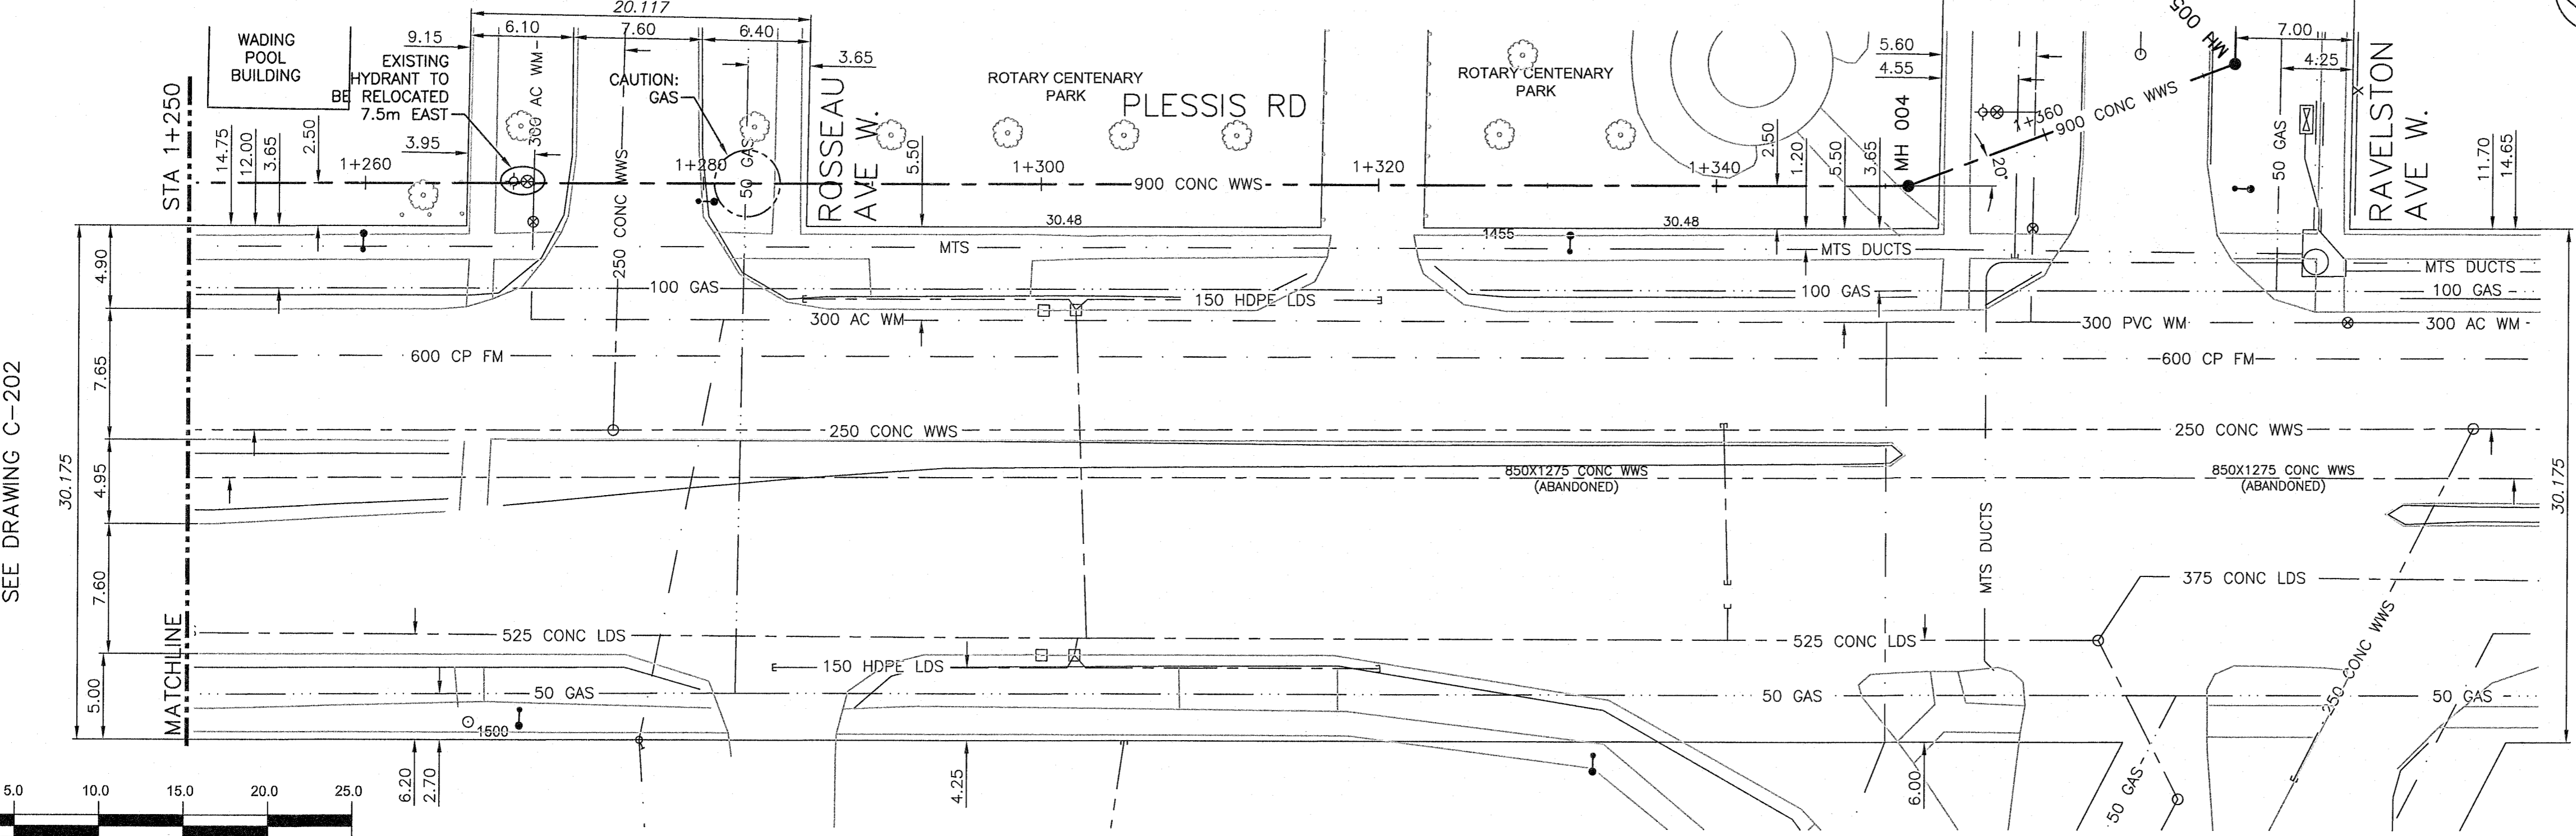 20.117
6.10
7.60
6.40
9.15
3.65
WADING
POOL
BUILDING
EXISTING
HYDRANT TO
BE RELOCATED
7.5m EAST
300 AC WM
CAUTION:
GAS
ROSSEAU
AVE W.
ROTARY CENTENARY
PARK
PLESSIS RD
ROTARY CENTENARY
PARK
5.60
4.55
MH 004
MH 005
7.00
4.25
RAVELSTON
AVE W.
STA 1+250
14.75
12.00
3.65
2.50
3.95
1+260
1+280
250 CONC WWS
50 GAS
5.50
1+300
900 CONC WWS
1+320
1+340
2.50
1.20
5.50
3.65
20°
1+360
900 CONC WWS
50 GAS
11.70
14.65
30.48
30.48
1455
MTS
MTS DUCTS
MTS DUCTS
4.90
100 GAS
150 HDPE LDS
100 GAS
100 GAS
300 AC WM
300 PVC WM
300 AC WM
7.65
600 CP FM
600 CP FM
SEE DRAWING C-202
30.175
250 CONC WWS
250 CONC WWS
4.95
850X1275 CONC WWS
(ABANDONED)
850X1275 CONC WWS
(ABANDONED)
30.175
7.60
MTS DUCTS
375 CONC LDS
250 CONC WWS
MATCHLINE
525 CONC LDS
525 CONC LDS
150 HDPE LDS
5.00
50 GAS
50 GAS
50 GAS
1500
6.20
2.70
4.25
6.00
50 GAS
5.0
10.0
15.0
20.0
25.0